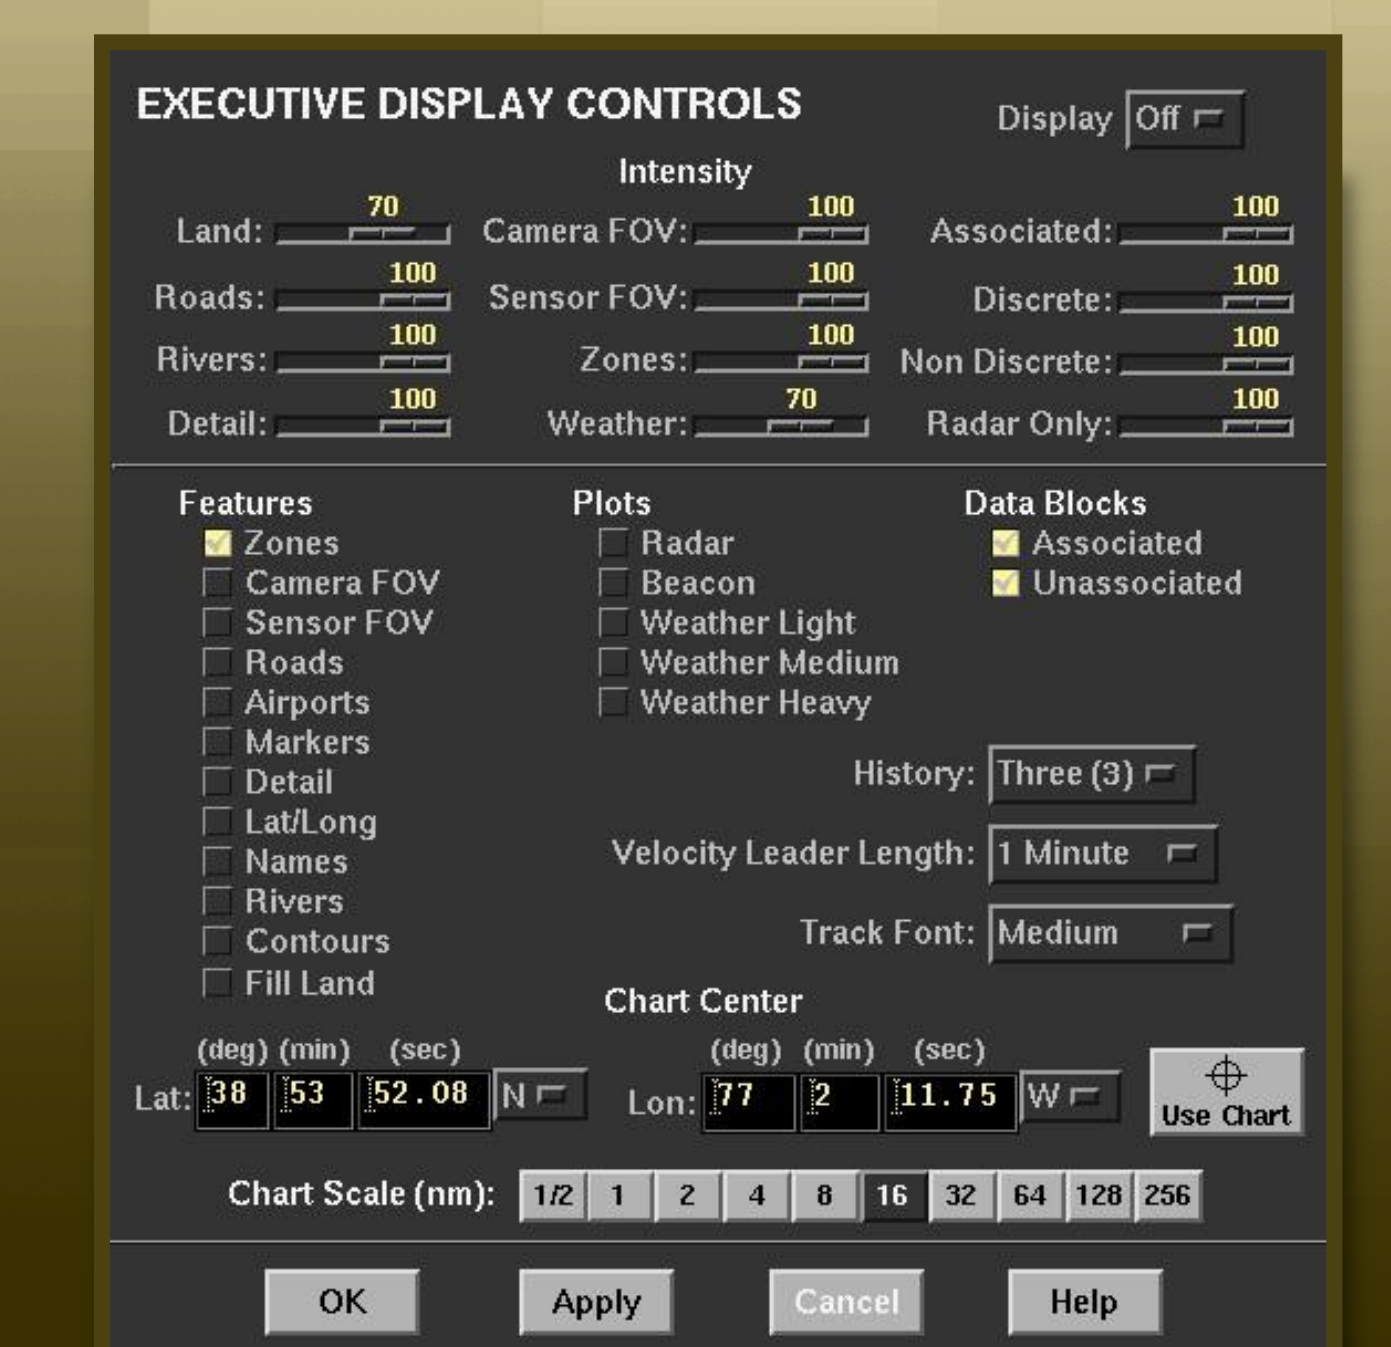 EXECUTIVE DISPLAY CONTROLS
Display Off
Intensity
70 100 100
Land: Camera FOV: Associated:
100 100 100
Roads: Sensor FOV: Discrete:
100 100 100
Rivers: Zones: Non Discrete:
100 70 100
Detail: Weather: Radar Only:
Features Plots Data Blocks
Zones Radar Associated
Camera FOV Beacon Unassociated
Sensor FOV Weather Light
Roads Weather Medium
Airports Weather Heavy
Markers
Detail History: Three (3)
Lat/Long
Names Velocity Leader Length: 1 Minute
Rivers
Contours Track Font: Medium
Fill Land
Chart Center
(deg) (min) (sec) (deg) (min) (sec)
Lat: 38 53 52.08 N Lon: 77 2 11.75 W Use Chart
Chart Scale (nm): 1/2 1 2 4 8 16 32 64 128 256
OK Apply Cancel Help